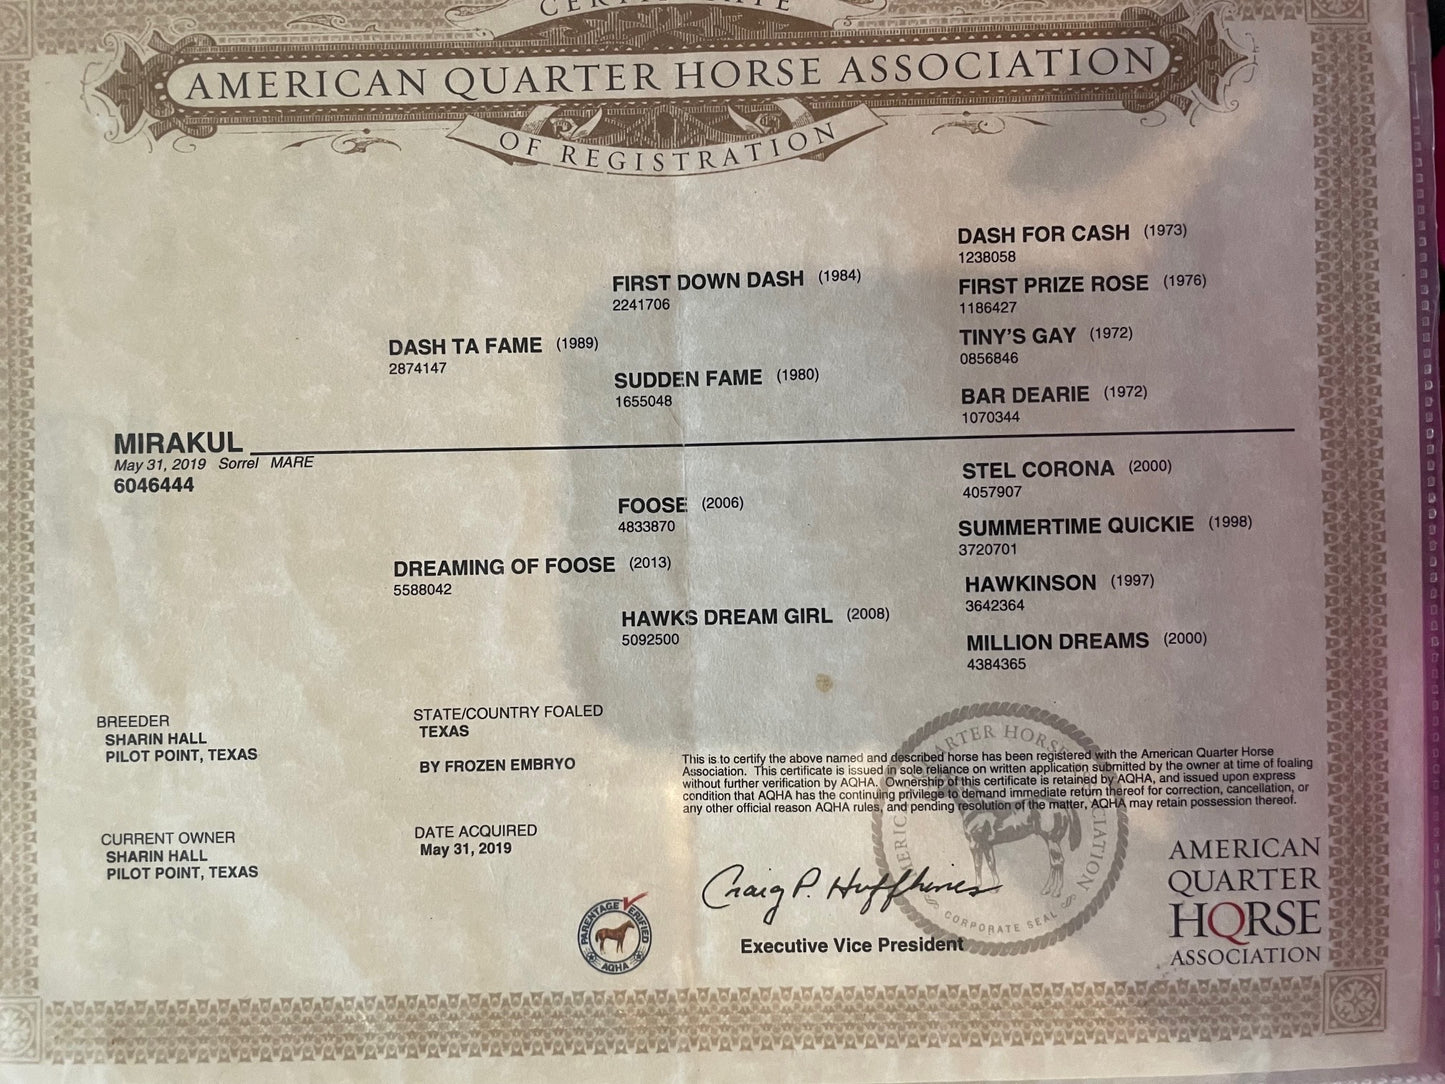 CERTIFICATE
AMERICAN QUARTER HORSE ASSOCIATION
OF REGISTRATION
DASH FOR CASH (1973)
1238058
FIRST DOWN DASH (1984)
2241706
FIRST PRIZE ROSE (1976)
1186427
DASH TA FAME (1989)
2874147
TINY'S GAY (1972)
0856846
SUDDEN FAME (1980)
1655048
BAR DEARIE (1972)
1070344
MIRAKUL
May 31, 2019 Sorrel MARE
6046444
STEL CORONA (2000)
4057907
FOOSE (2006)
4833870
SUMMERTIME QUICKIE (1998)
3720701
DREAMING OF FOOSE (2013)
5588042
HAWKINSON (1997)
3642364
HAWKS DREAM GIRL (2008)
5092500
MILLION DREAMS (2000)
4384365
BREEDER
SHARIN HALL
PILOT POINT, TEXAS
STATE/COUNTRY FOALED
TEXAS
BY FROZEN EMBRYO
CURRENT OWNER
SHARIN HALL
PILOT POINT, TEXAS
DATE ACQUIRED
May 31, 2019
This is to certify the above named and described horse has been registered with the American Quarter Horse
Association. This certificate is issued in sole reliance on written application submitted by the owner at time of foaling
without further verification by AQHA. Ownership of this certificate is retained by AQHA, and issued upon express
condition that AQHA has the continuing privilege to demand immediate return thereof for correction, cancellation, or
any other official reason AQHA rules, and pending resolution of the matter, AQHA may retain possession thereof.
Craig P. Huffhines
Executive Vice President
PARENTAGE VERIFIED
AQHA
AMERICAN QUARTER HORSE ASSOCIATION
CORPORATE SEAL
AMERICAN
QUARTER
HORSE
ASSOCIATION